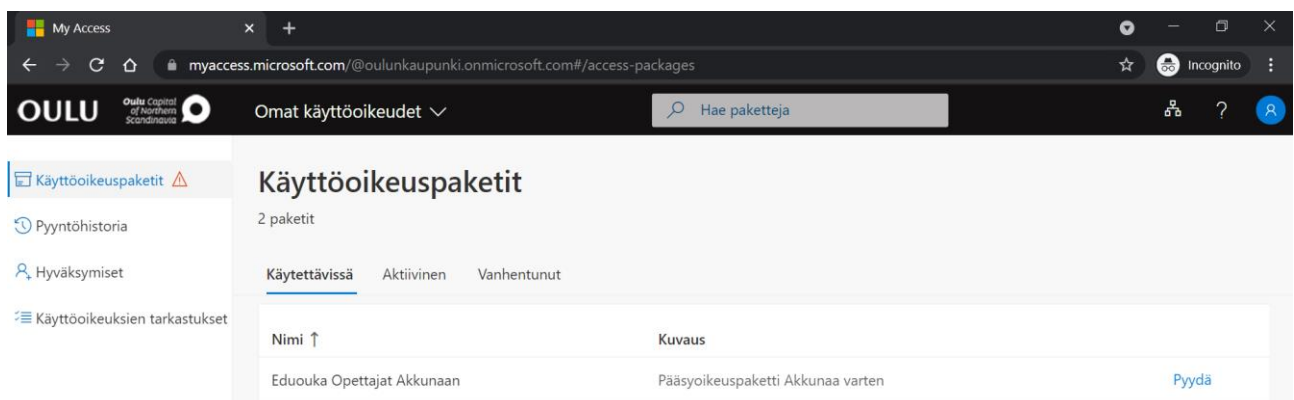 My Access
myaccess.microsoft.com/@oulunkaupunki.onmicrosoft.com#/access-packages
Incognito
OULU
Oulu Capital
of Northern
Scandinavia
Omat käyttöoikeudet
Hae paketteja
?
Käyttöoikeuspaketit
Pyyntöhistoria
Hyväksymiset
Käyttöoikeuksien tarkastukset
Käyttöoikeuspaketit
2 paketit
Käytettävissä Aktiivinen Vanhentunut
Nimi ↑ Kuvaus
Eduouka Opettajat Akkunaan Pääsyoikeuspaketti Akkunaa varten Pyydä